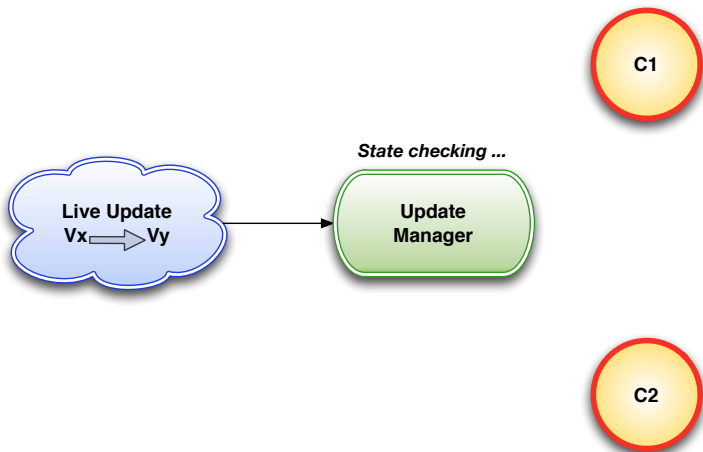 C1
State checking ...
Live Update
Vx Vy
Update
Manager
C2